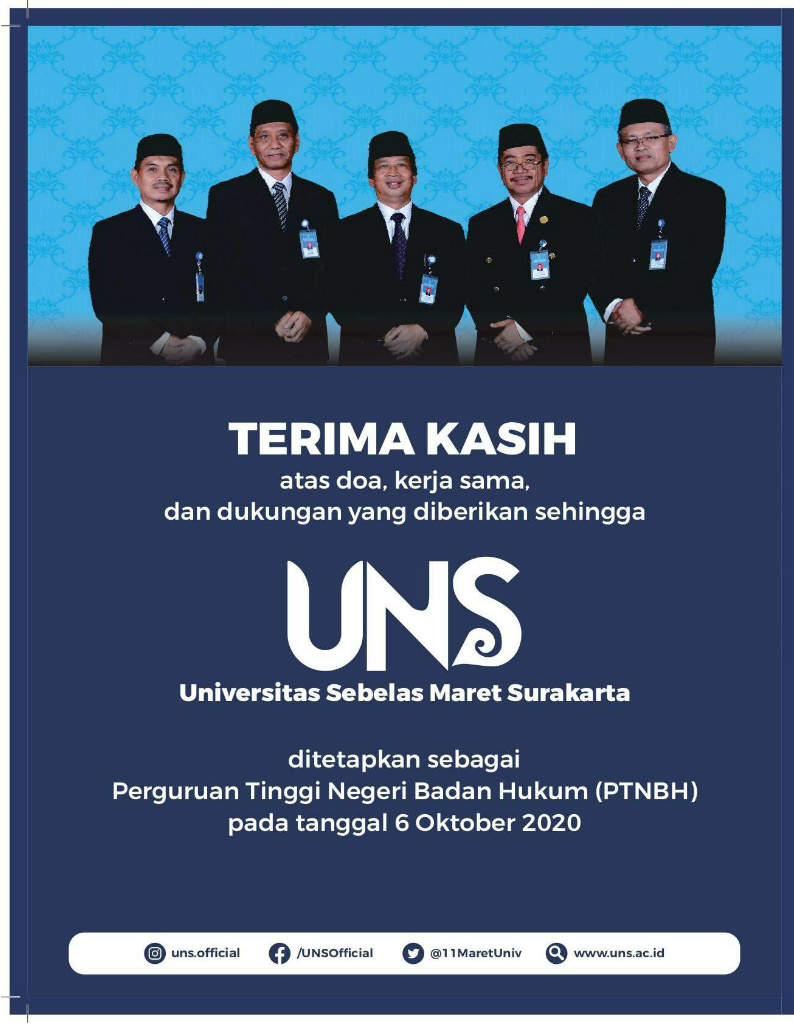 TERIMA KASIH
atas doa, kerja sama,
dan dukungan yang diberikan sehingga
UNS
Universitas Sebelas Maret Surakarta
ditetapkan sebagai
Perguruan Tinggi Negeri Badan Hukum (PTNBH)
pada tanggal 6 Oktober 2020
uns.official /UNSOfficial @11MaretUniv www.uns.ac.id